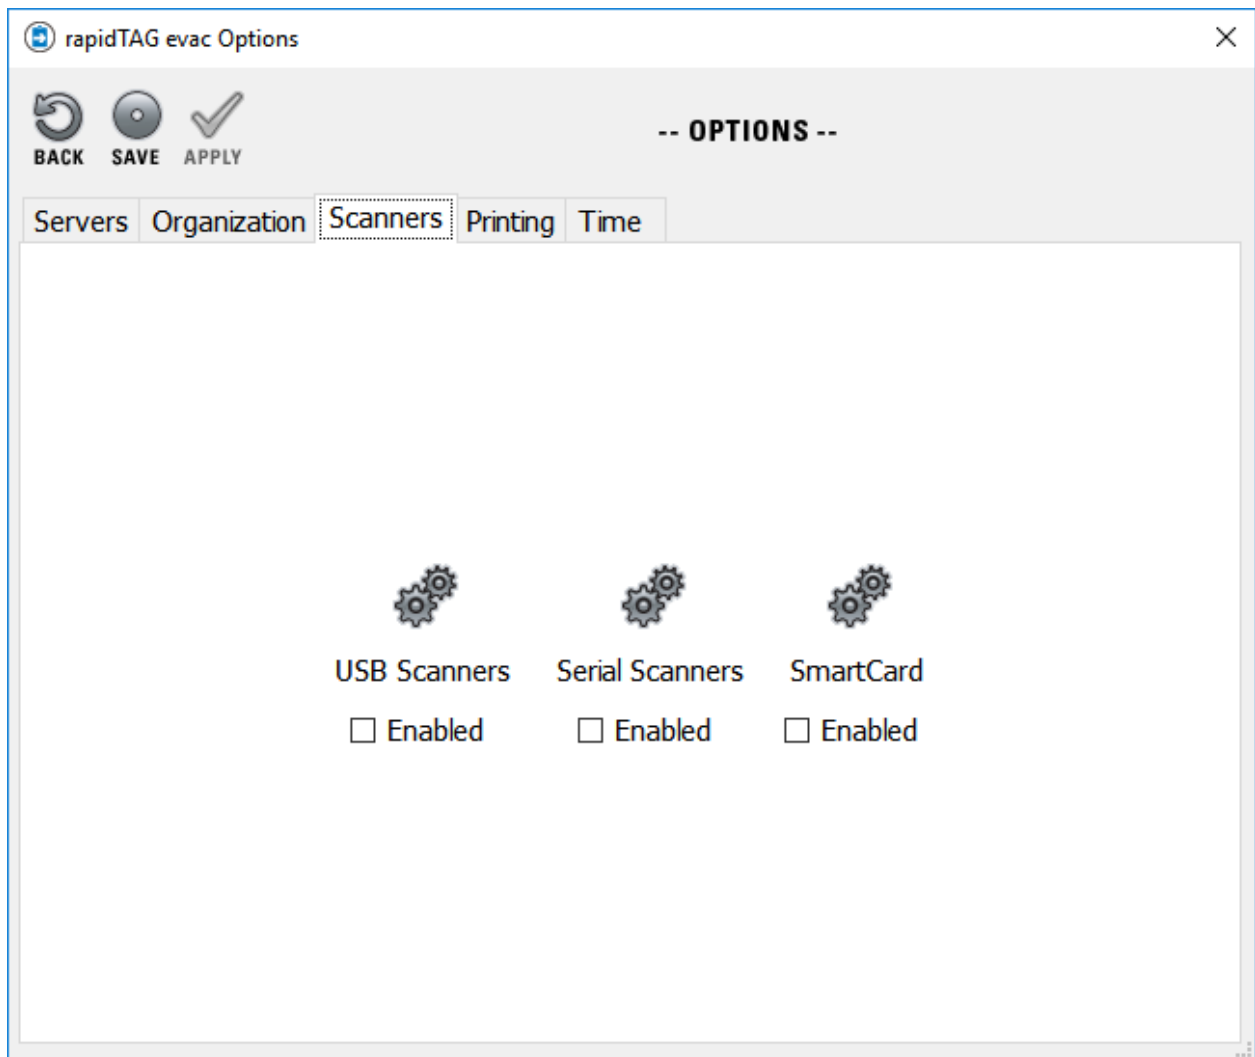 rapidTAG evac Options
BACK SAVE APPLY
-- OPTIONS --
Servers Organization Scanners Printing Time
USB Scanners Serial Scanners SmartCard
Enabled Enabled Enabled